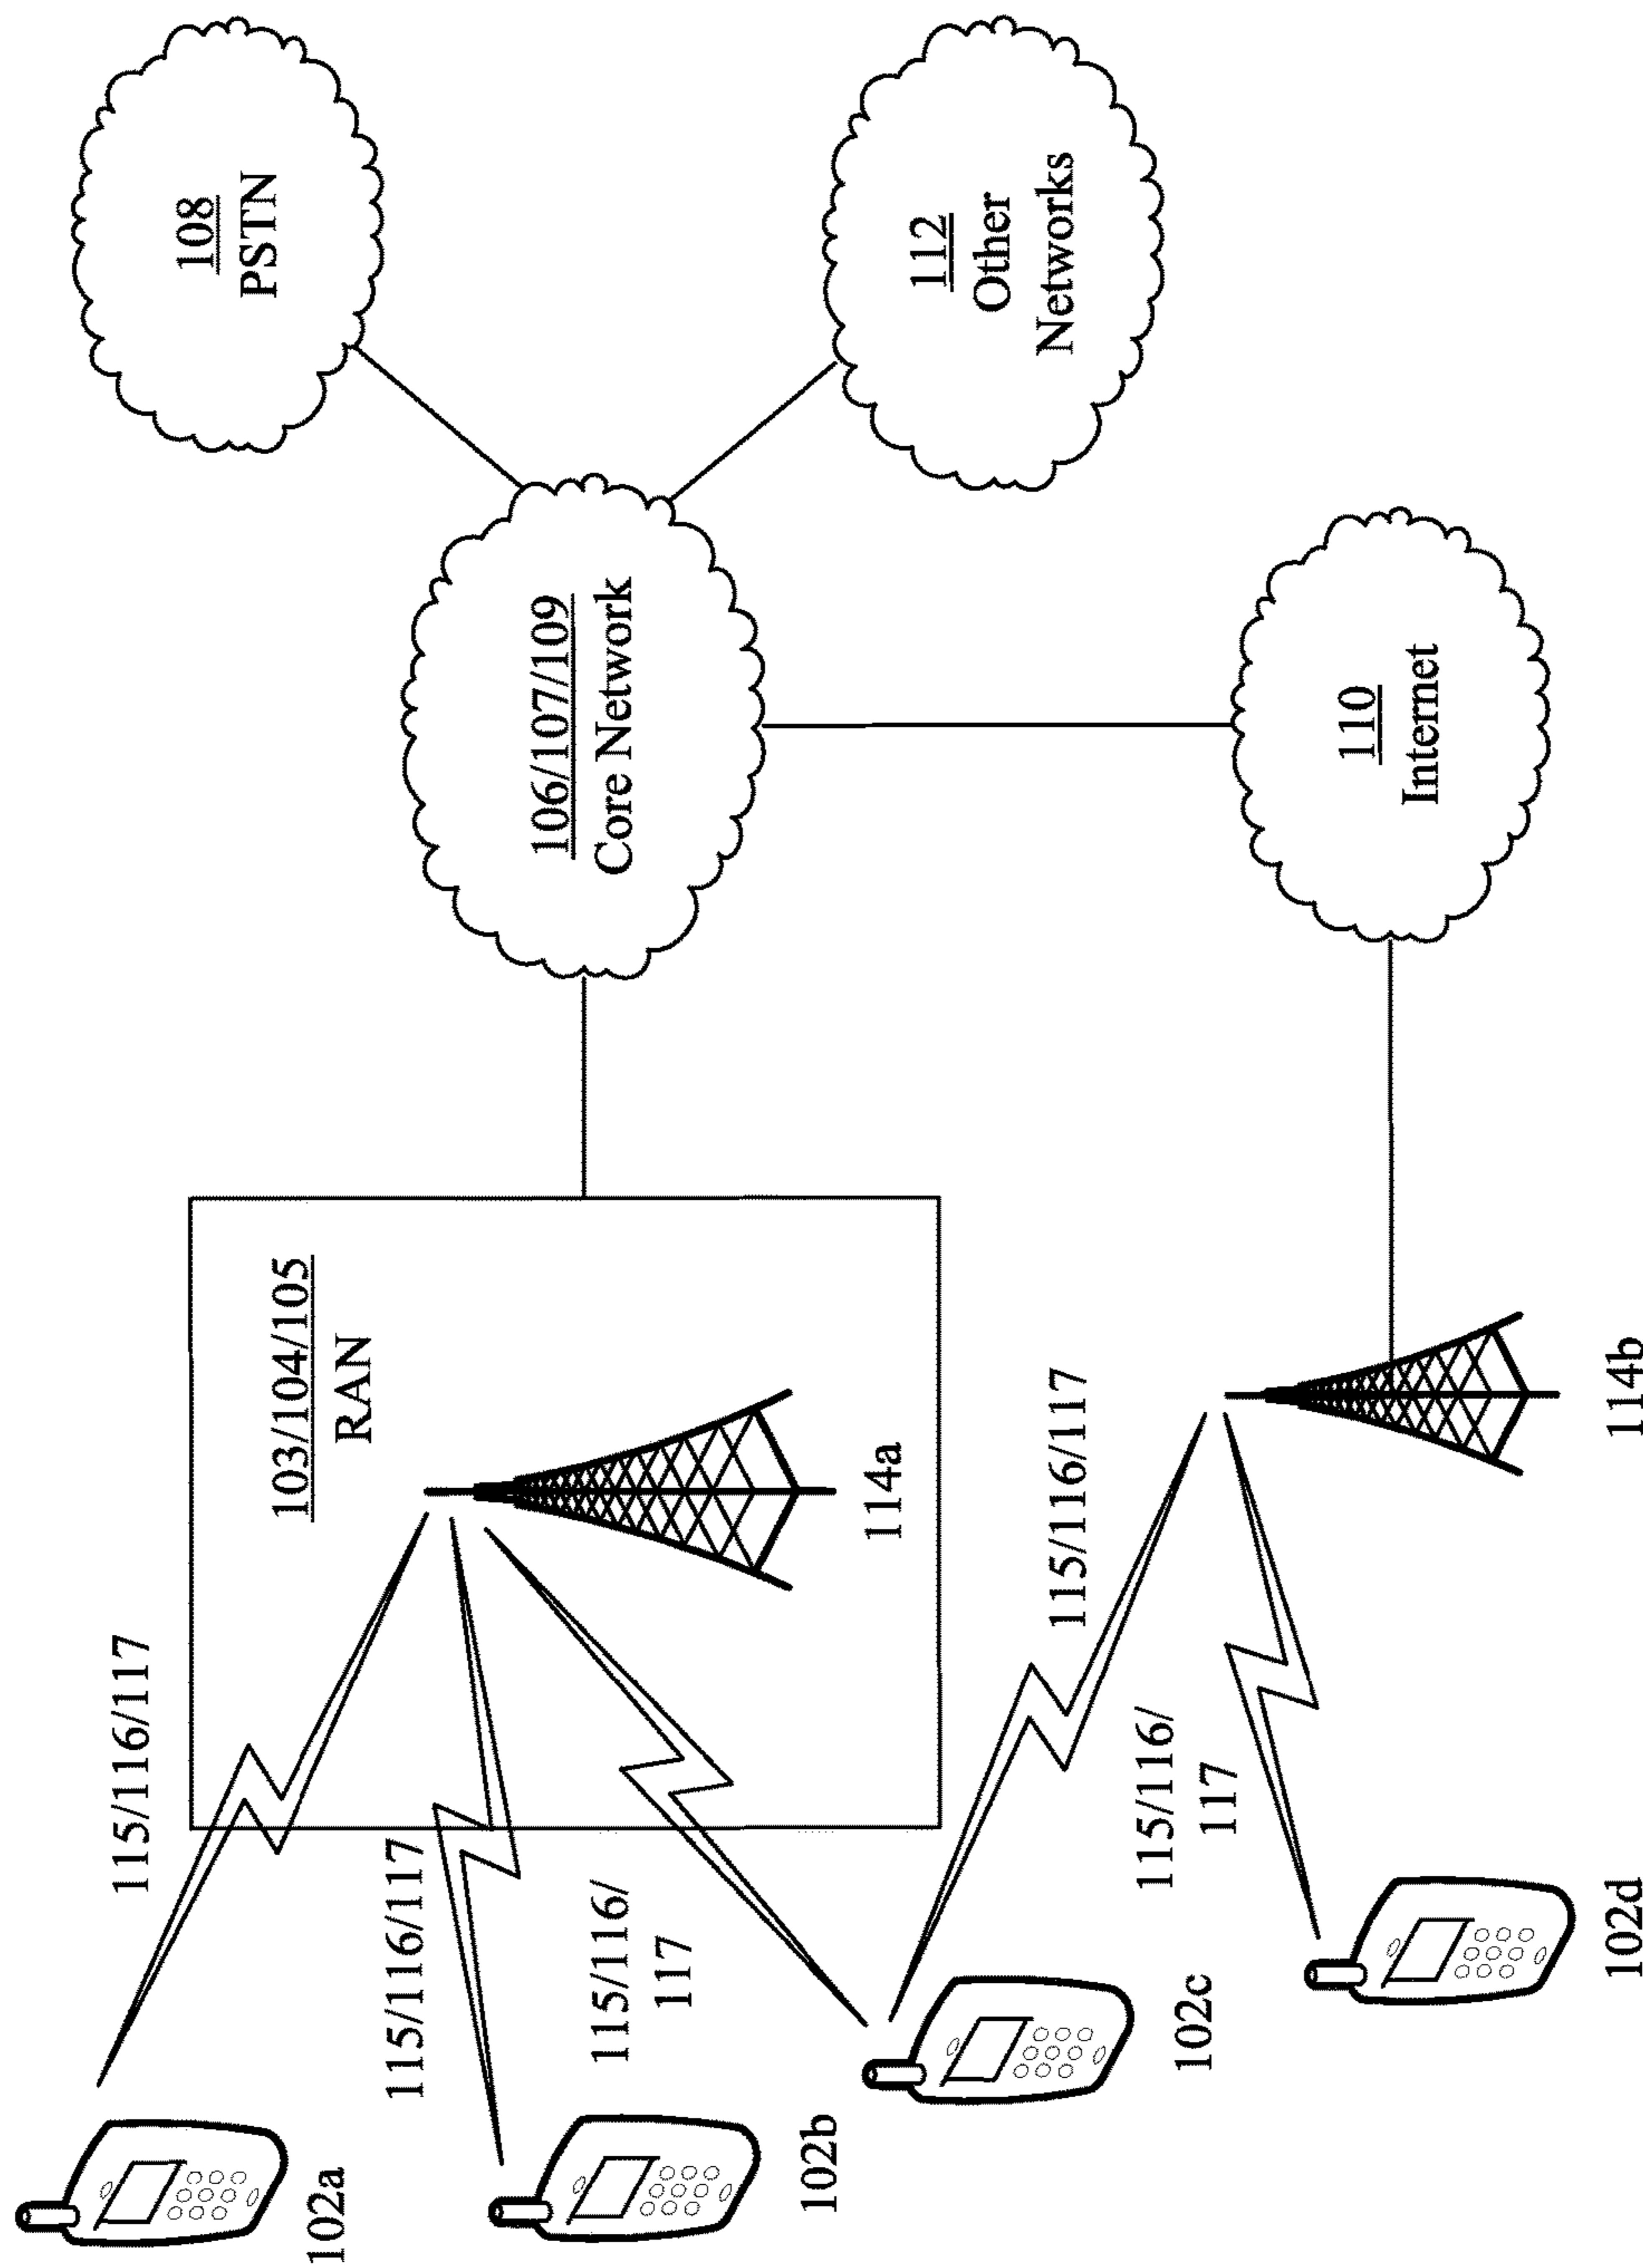 108
PSTN
106/107/109
Core Network
112
Other
Networks
103/104/105
RAN
114a
110
Internet
115/116/117
115/116/117
115/116/
117
115/116/117
115/116/
117
114b
102a
102b
102c
102d